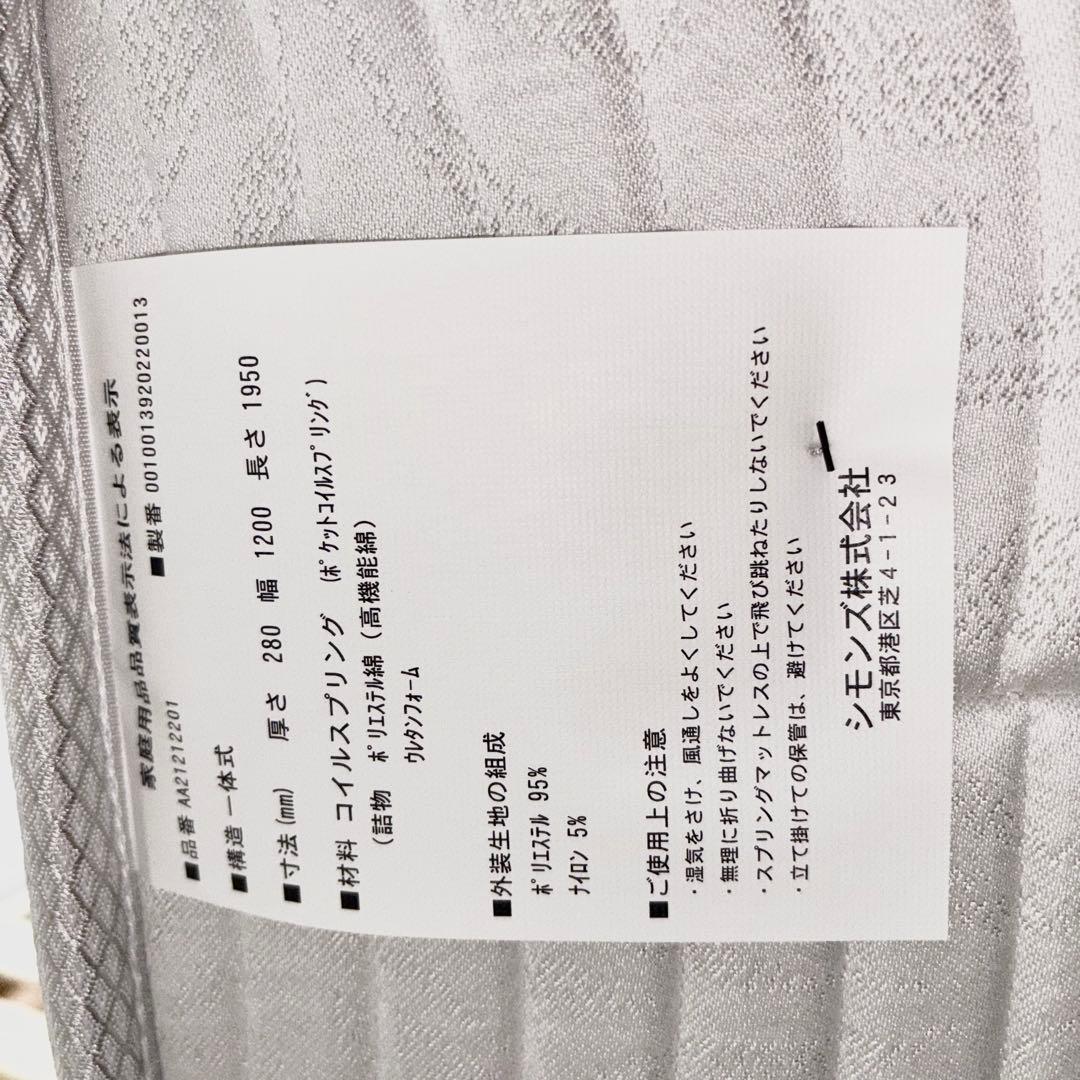 家庭用品品質表示法による表示
■品番 AA21212201 ■製番 0010013920220013
■構造 一体式
■寸法(mm) 厚さ 280 幅 1200 長さ 1950
■材料 コイルスプリング (ﾎﾟｹｯﾄｺｲﾙｽﾌﾟﾘﾝｸﾞ)
(詰物 ﾎﾟﾘｴｽﾃﾙ綿 (高機能綿)
ｳﾚﾀﾝﾌｫｰﾑ
■外装生地の組成
ﾎﾟﾘｴｽﾃﾙ 95%
ﾅｲﾛﾝ 5%
■ご使用上の注意
・湿気をさけ、風通しをよくしてください
・無理に折り曲げないでください
・スプリングマットレスの上で飛び跳ねたりしないでください
・立て掛けての保管は、避けてください
シモンズ株式会社
東京都港区芝4-1-23